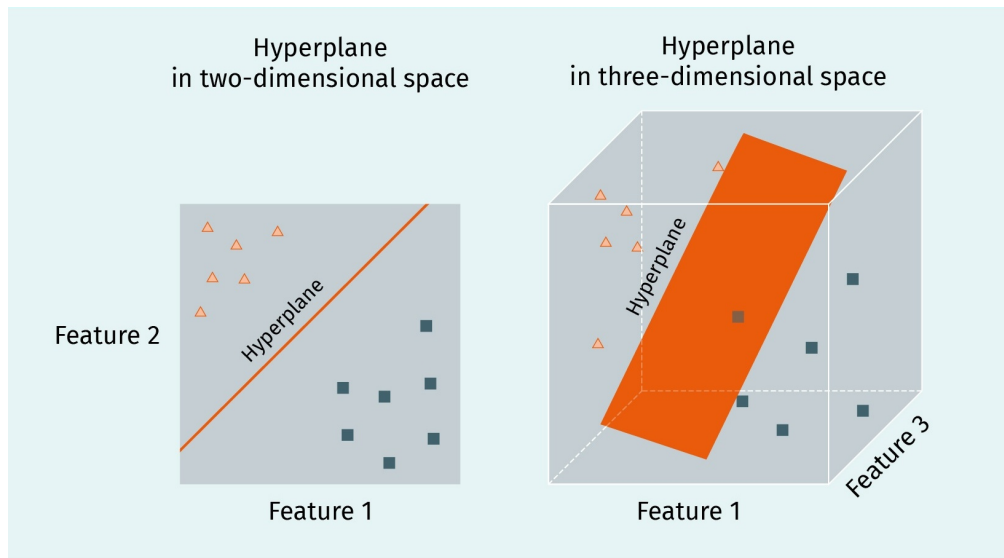 Hyperplane
in two-dimensional space
Hyperplane
in three-dimensional space
Feature 2
Hyperplane
Feature 1
Hyperplane
Feature 1
Feature 3